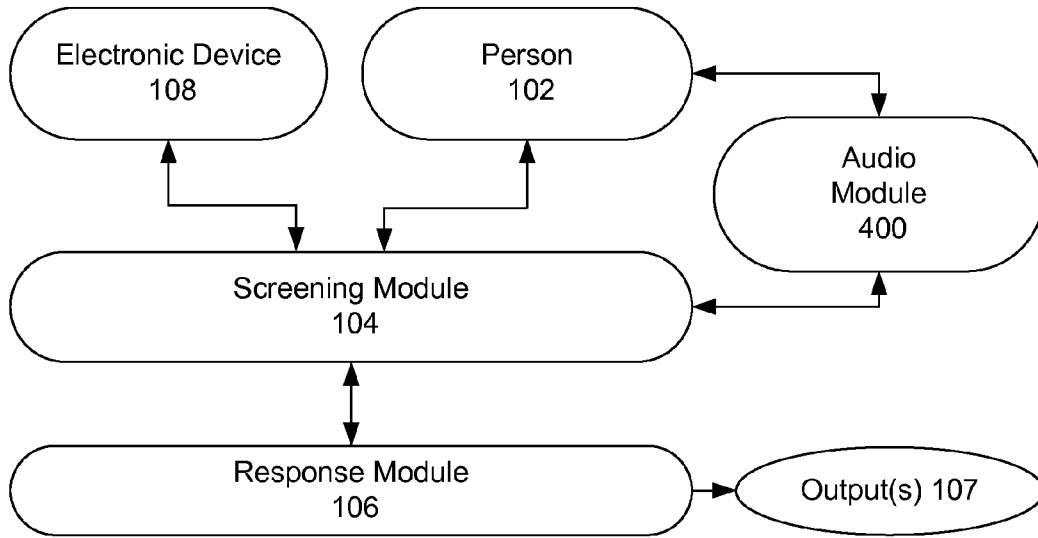 Electronic Device
108
Person
102
Audio
Module
400
Screening Module
104
Response Module
106
Output(s) 107